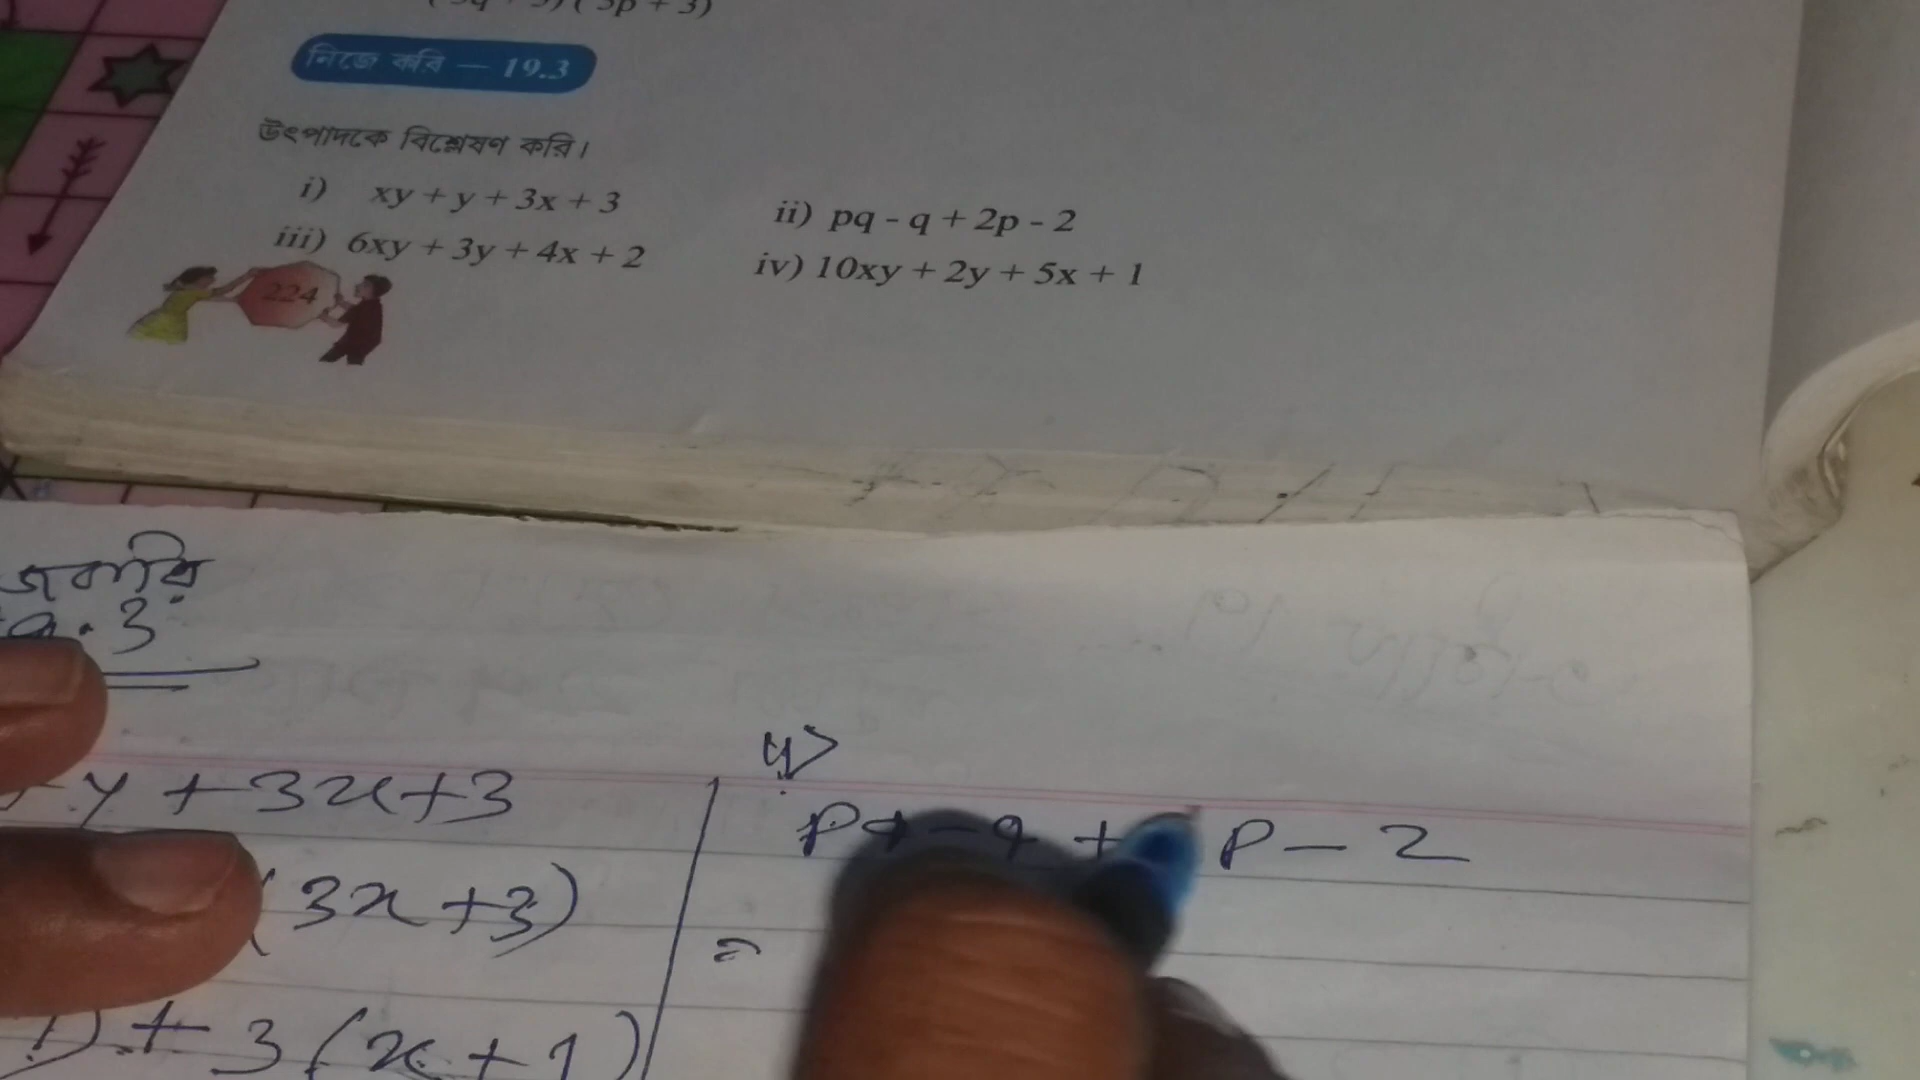 নিজে করি — 19.3
উৎপাদকে বিশ্লেষণ করি।
i) xy + y + 3x + 3
ii) pq - q + 2p - 2
iii) 6xy + 3y + 4x + 2
iv) 10xy + 2y + 5x + 1
224
y + 3x + 3
(3x + 3)
) + 3 (x + 1)
pq - q + p - 2
=